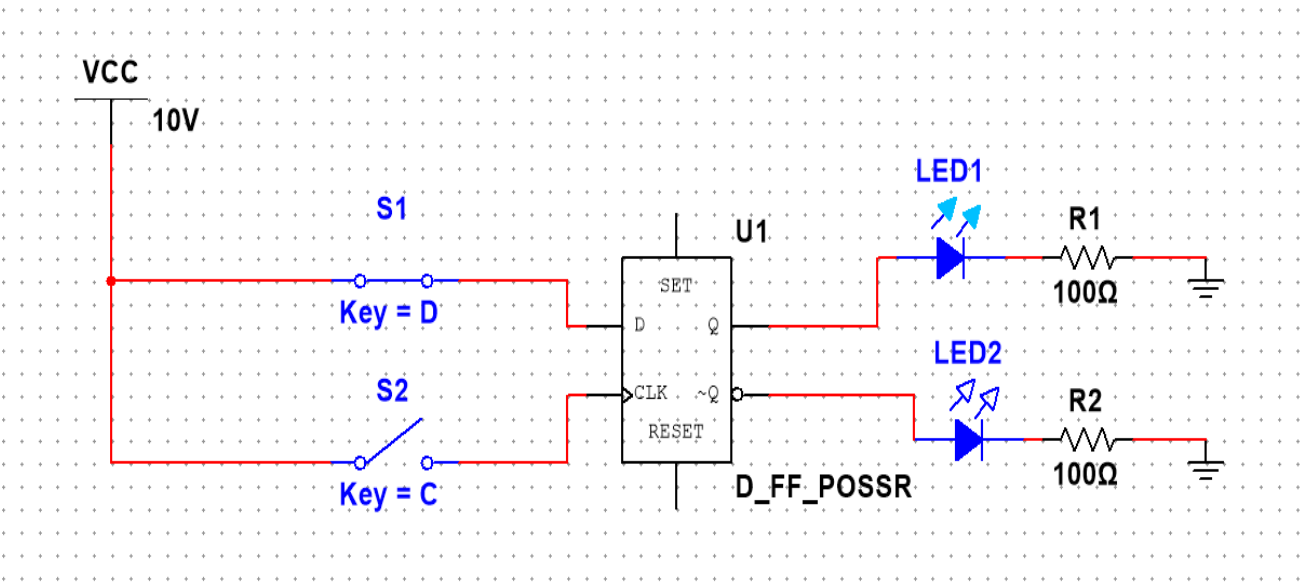 VCC
10V
S1
Key = D
S2
Key = C
U1
SET
D Q
CLK ~Q
RESET
D_FF_POSSR
LED1
R1
100Ω
LED2
R2
100Ω